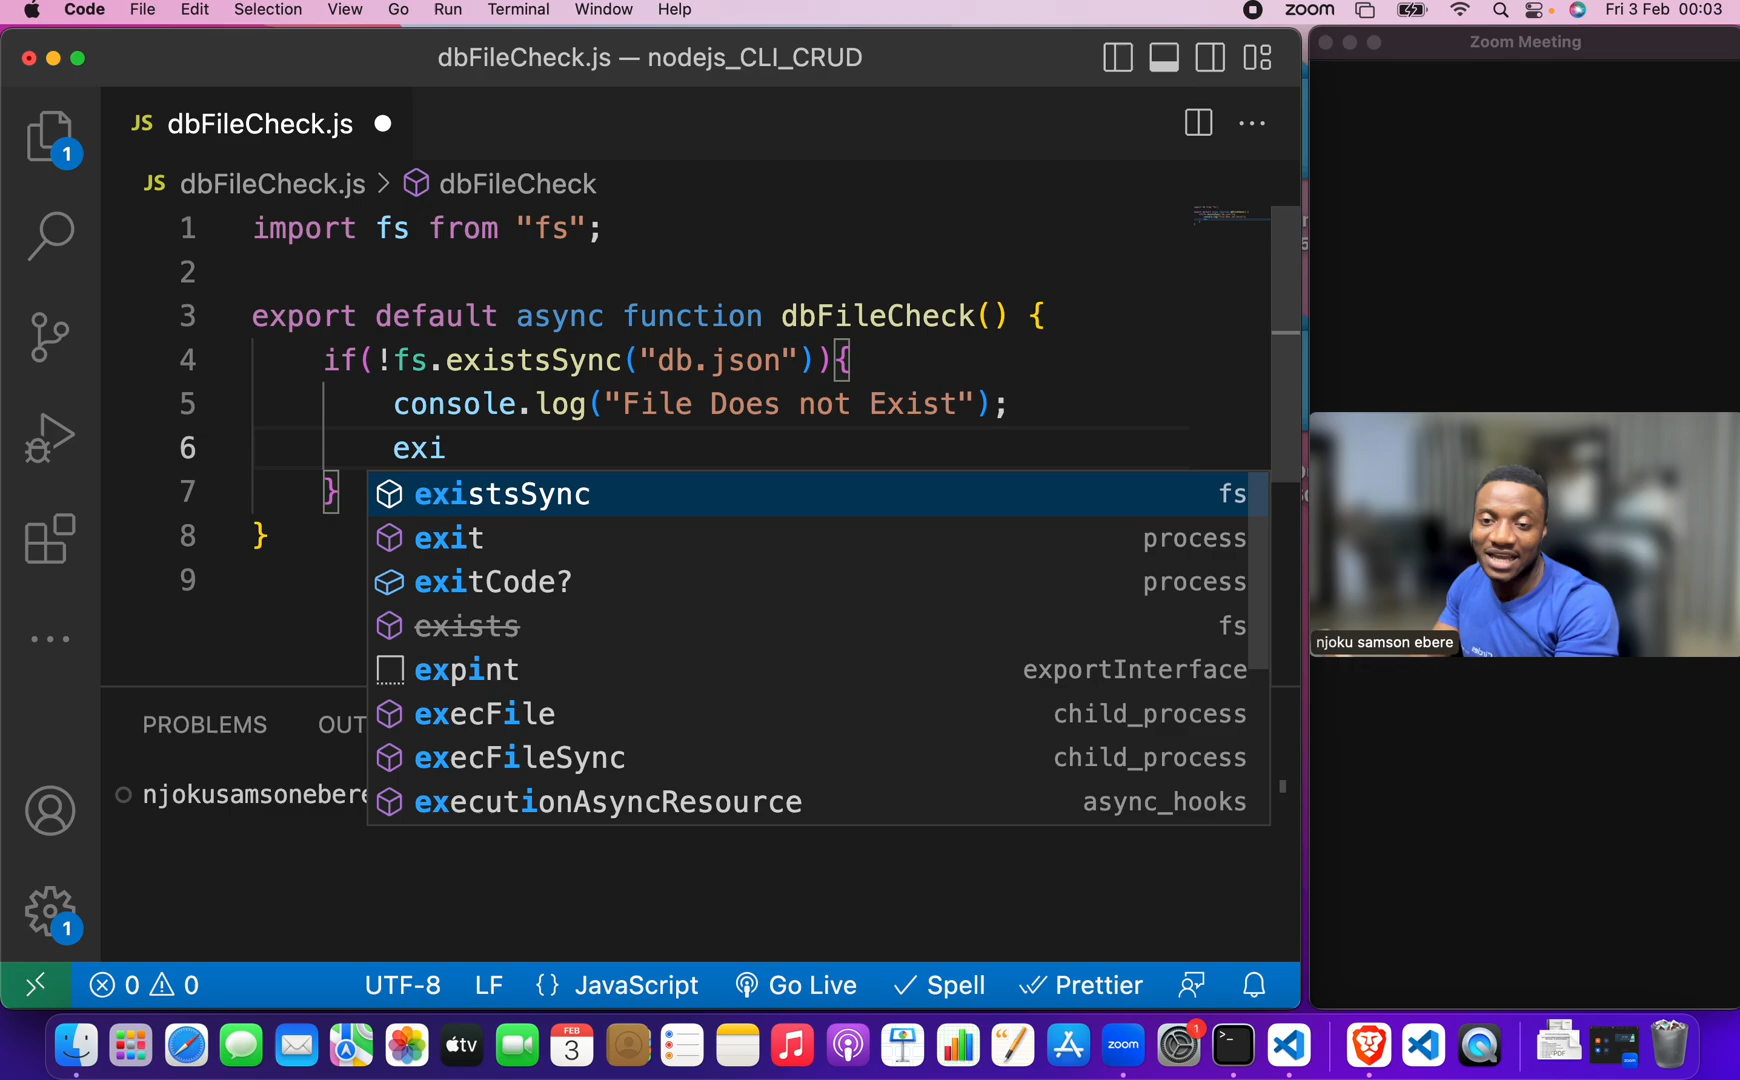 Code File Edit Selection View Go Run Terminal Window Help zoom Fri 3 Feb 00:03
dbFileCheck.js — nodejs_CLI_CRUD
Zoom Meeting
JS dbFileCheck.js
1
JS dbFileCheck.js > dbFileCheck
1 import fs from "fs";
2
3 export default async function dbFileCheck() {
4 if(!fs.existsSync("db.json")){
5 console.log("File Does not Exist");
6 exi
7 }
8 }
9
existsSync fs
exit process
exitCode? process
exists fs
expint exportInterface
execFile child_process
execFileSync child_process
executionAsyncResource async_hooks
njoku samson ebere
PROBLEMS OUT
njokusamsonebere
1
0 0 UTF-8 LF {} JavaScript Go Live Spell Prettier
FEB
3
tv
zoom
1
PDF
zoom